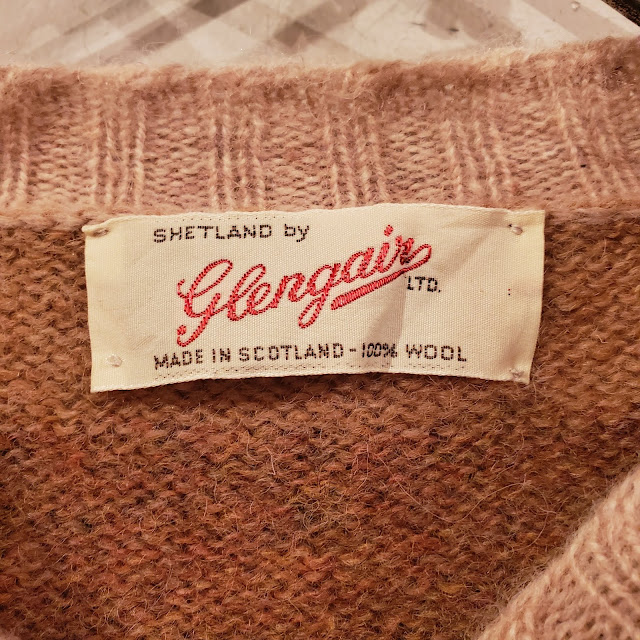 SHETLAND by
Glengair
LTD.
MADE IN SCOTLAND - 100% WOOL